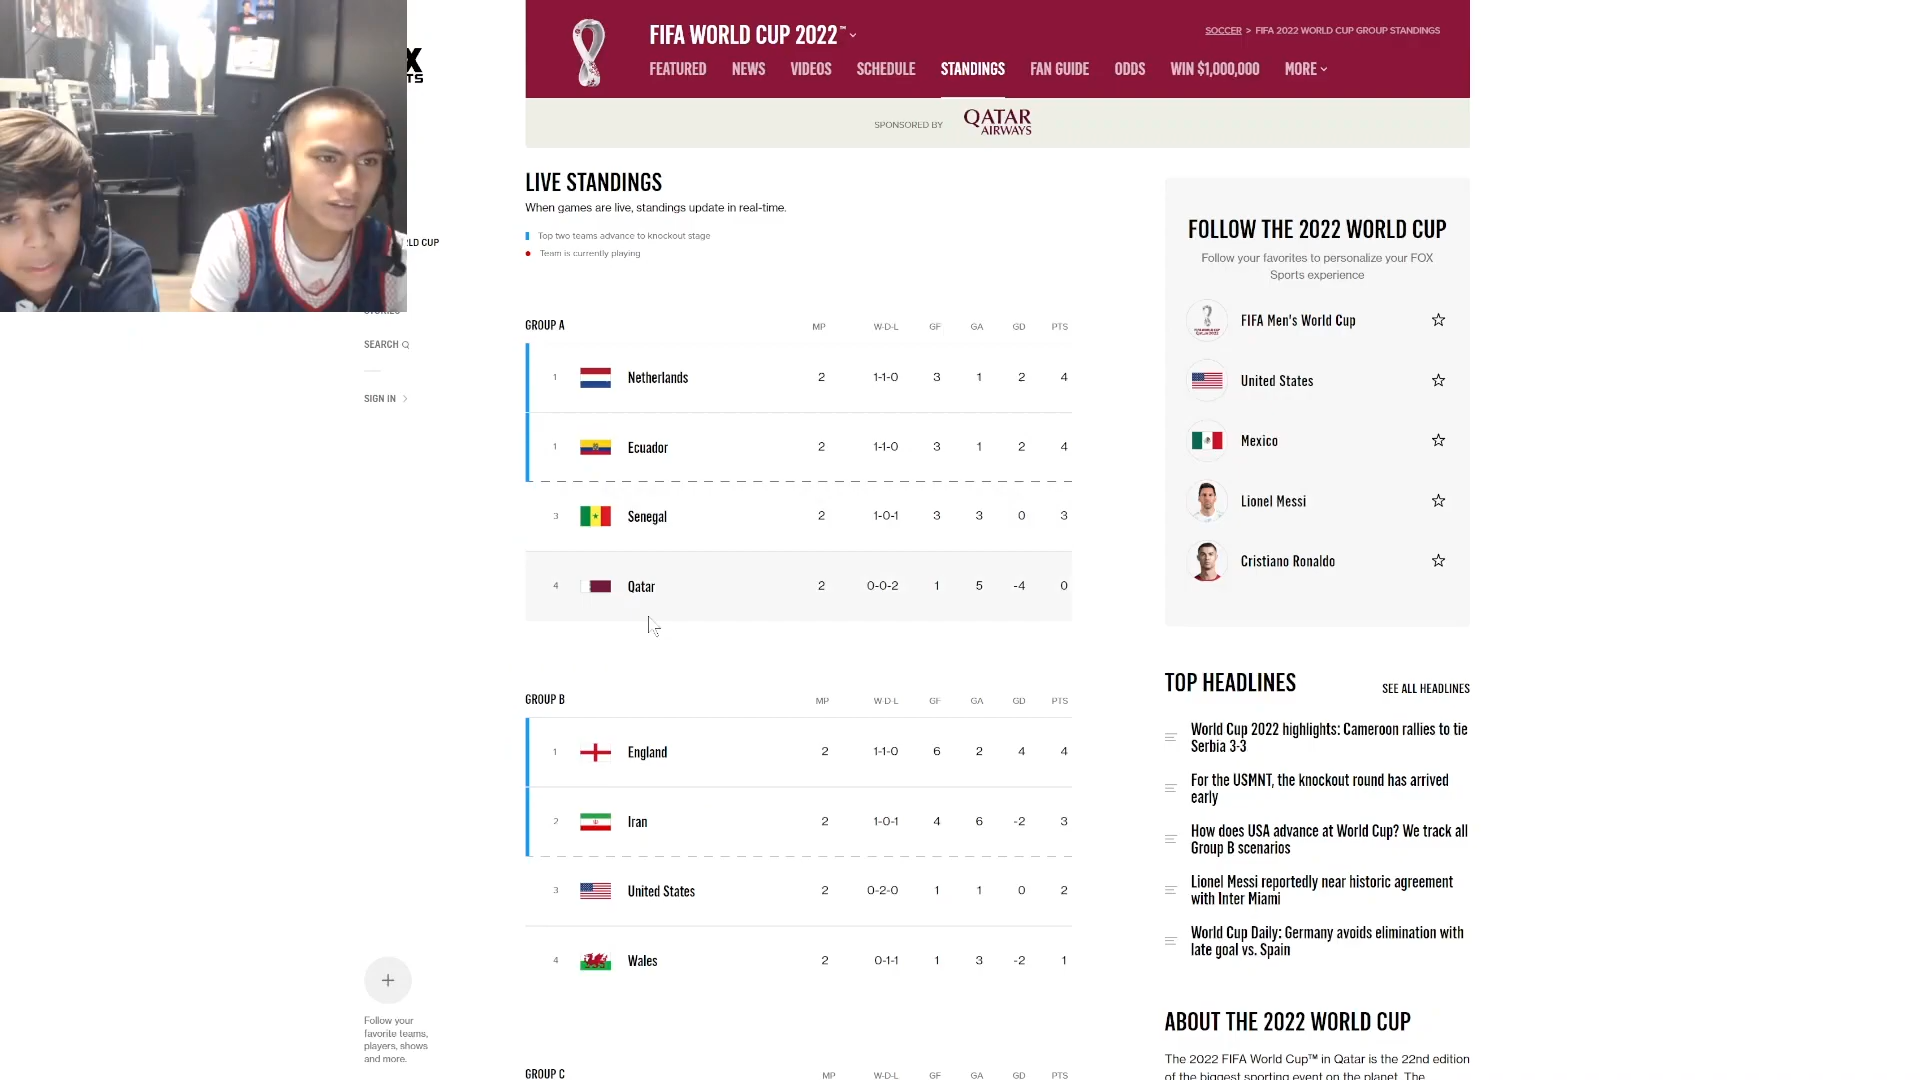 FIFA WORLD CUP 2022™
SOCCER > FIFA 2022 WORLD CUP GROUP STANDINGS
FEATURED NEWS VIDEOS SCHEDULE STANDINGS FAN GUIDE ODDS WIN $1,000,000 MORE
SPONSORED BY QATAR AIRWAYS
X
TS
RLD CUP
SEARCH
SIGN IN >
LIVE STANDINGS
When games are live, standings update in real-time.
Top two teams advance to knockout stage
Team is currently playing
GROUP A MP W-D-L GF GA GD PTS
1 Netherlands 2 1-1-0 3 1 2 4
1 Ecuador 2 1-1-0 3 1 2 4
3 Senegal 2 1-0-1 3 3 0 3
4 Qatar 2 0-0-2 1 5 -4 0
GROUP B MP W-D-L GF GA GD PTS
1 England 2 1-1-0 6 2 4 4
2 Iran 2 1-0-1 4 6 -2 3
3 United States 2 0-2-0 1 1 0 2
4 Wales 2 0-1-1 1 3 -2 1
GROUP C MP W-D-L GF GA GD PTS
FOLLOW THE 2022 WORLD CUP
Follow your favorites to personalize your FOX
Sports experience
FIFA Men's World Cup
United States
Mexico
Lionel Messi
Cristiano Ronaldo
TOP HEADLINES SEE ALL HEADLINES
World Cup 2022 highlights: Cameroon rallies to tie
Serbia 3-3
For the USMNT, the knockout round has arrived
early
How does USA advance at World Cup? We track all
Group B scenarios
Lionel Messi reportedly near historic agreement
with Inter Miami
World Cup Daily: Germany avoids elimination with
late goal vs. Spain
ABOUT THE 2022 WORLD CUP
The 2022 FIFA World Cup™ in Qatar is the 22nd edition
of the biggest sporting event on the planet. The
Follow your
favorite teams,
players, shows
and more.